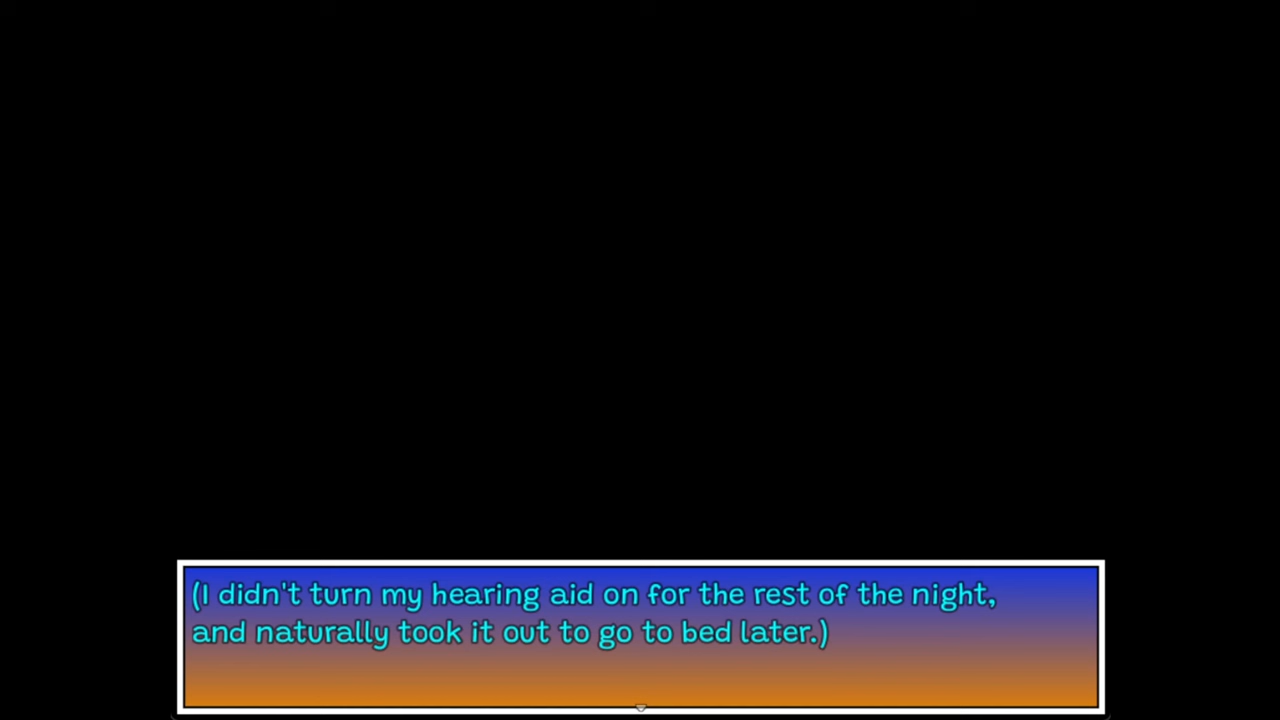 (I didn't turn my hearing aid on for the rest of the night,
and naturally took it out to go to bed later.)